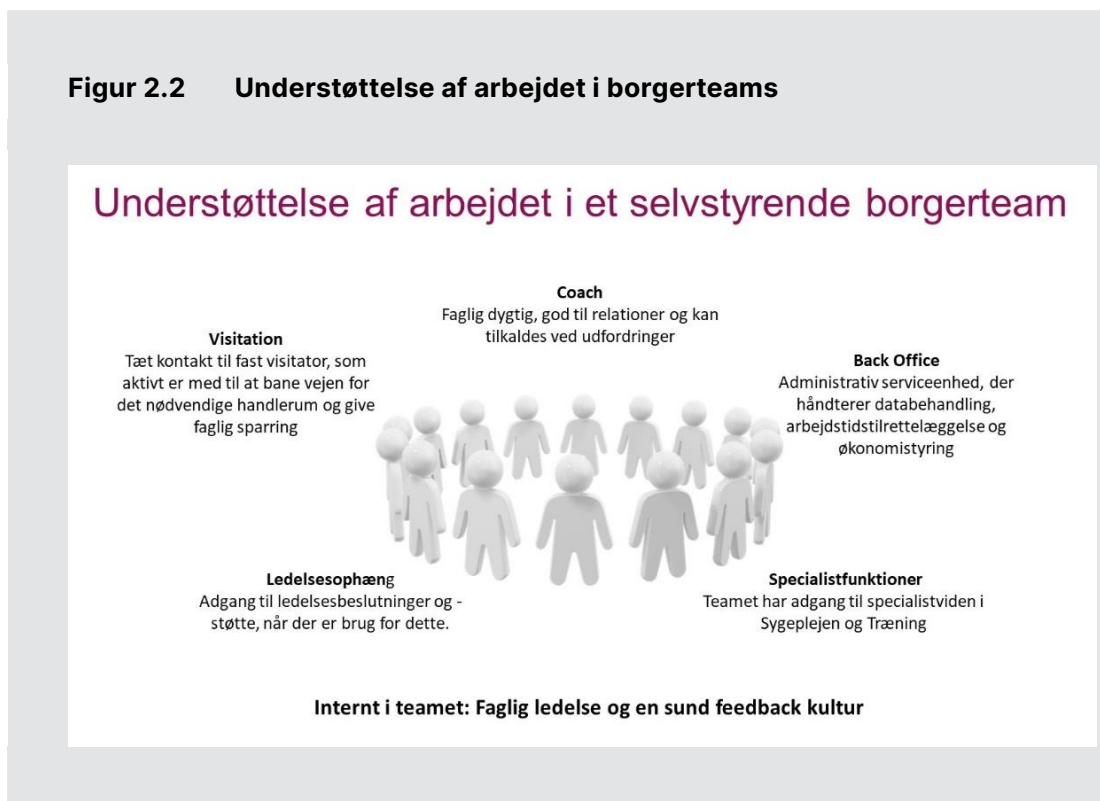 Figur 2.2 Understøttelse af arbejdet i borgerteams
Understøttelse af arbejdet i et selvstyrende borgerteam
Coach
Faglig dygtig, god til relationer og kan
tilkaldes ved udfordringer
Visitation
Tæt kontakt til fast visitator, som
aktivt er med til at bane vejen for
det nødvendige handlerum og give
faglig sparring
Back Office
Administrativ serviceenhed, der
håndterer databehandling,
arbejdstidstilrettelæggelse og
økonomistyring
Ledelsesophæng
Adgang til ledelsesbeslutninger og -
støtte, når der er brug for dette.
Specialistfunktioner
Teamet har adgang til specialistviden i
Sygeplejen og Træning
Internt i teamet: Faglig ledelse og en sund feedback kultur